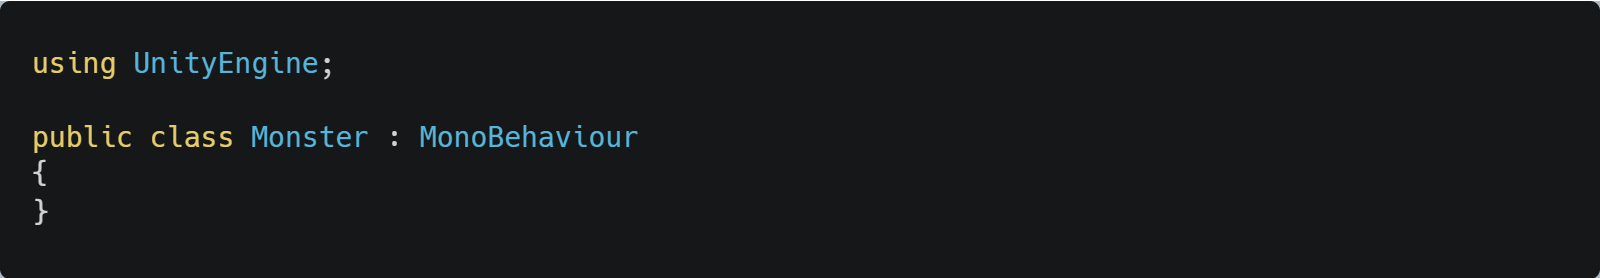 using UnityEngine;
public class Monster : MonoBehaviour
{
}